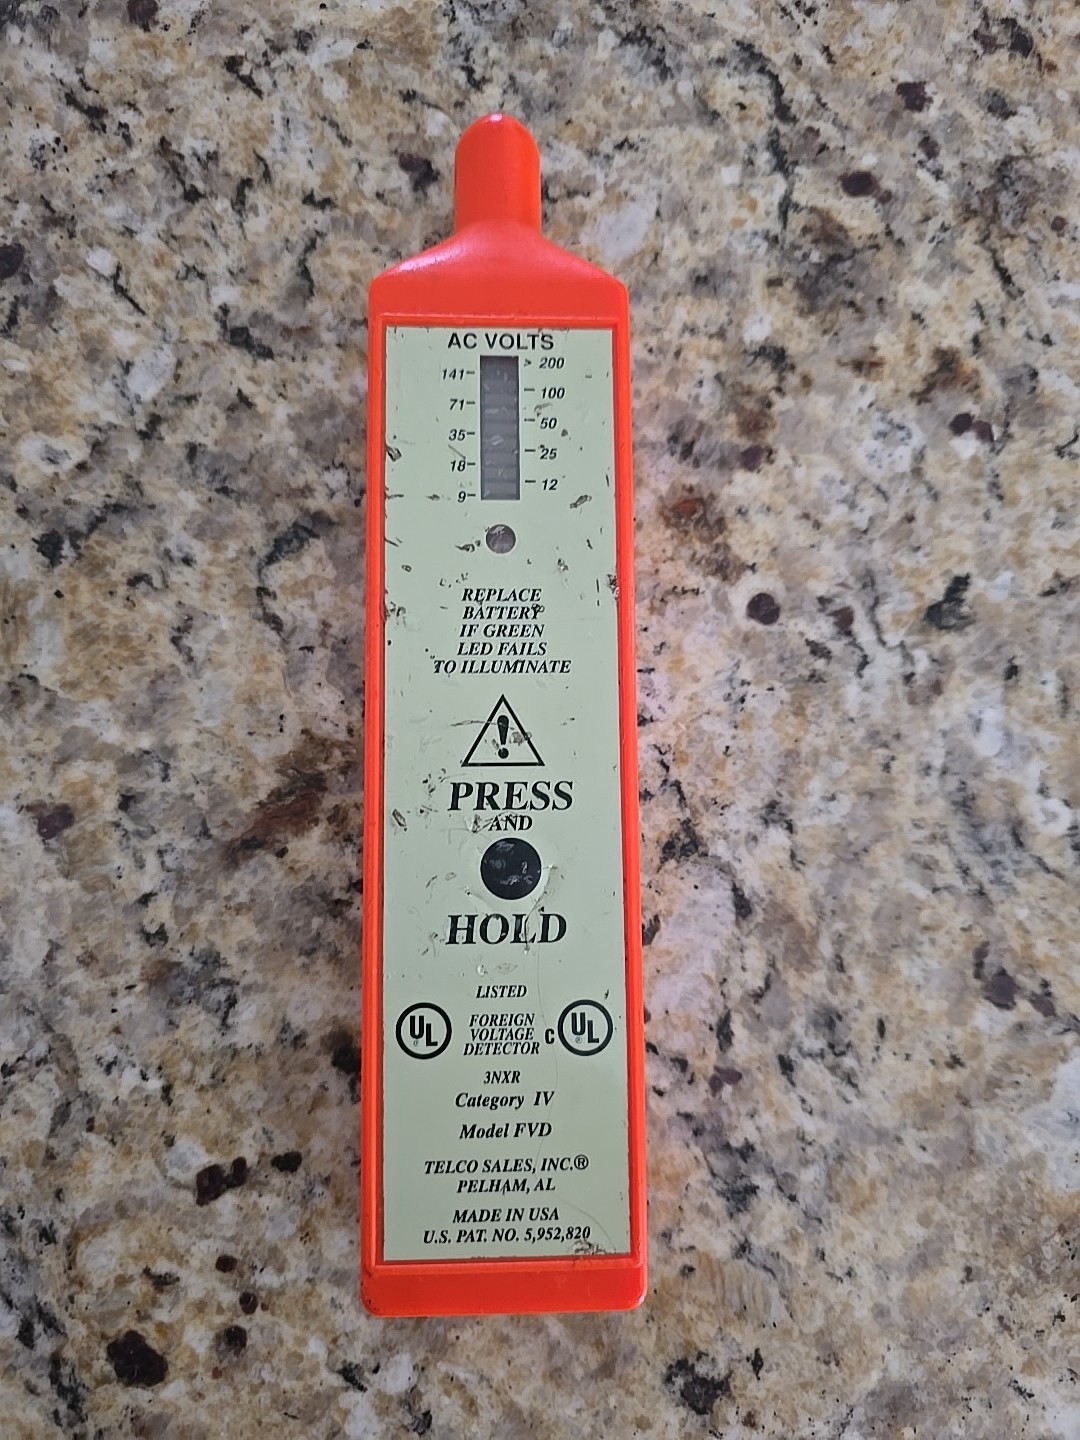 AC VOLTS
> 200
141
100
71
50
35
25
18
12
9
REPLACE
BATTERY
IF GREEN
LED FAILS
TO ILLUMINATE
!
PRESS
AND
HOLD
LISTED
UL ® FOREIGN VOLTAGE DETECTOR C UL ®
3NXR
Category IV
Model FVD
TELCO SALES, INC.®
PELHAM, AL
MADE IN USA
U.S. PAT. NO. 5,952,820